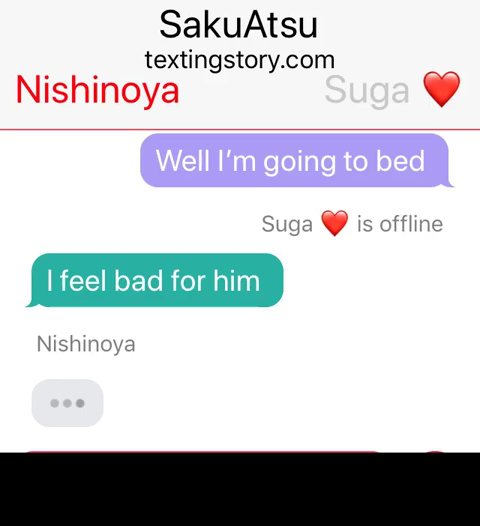 SakuAtsu
textingstory.com
Nishinoya
Suga ❤️
Well I’m going to bed
Suga ❤️ is offline
I feel bad for him
Nishinoya